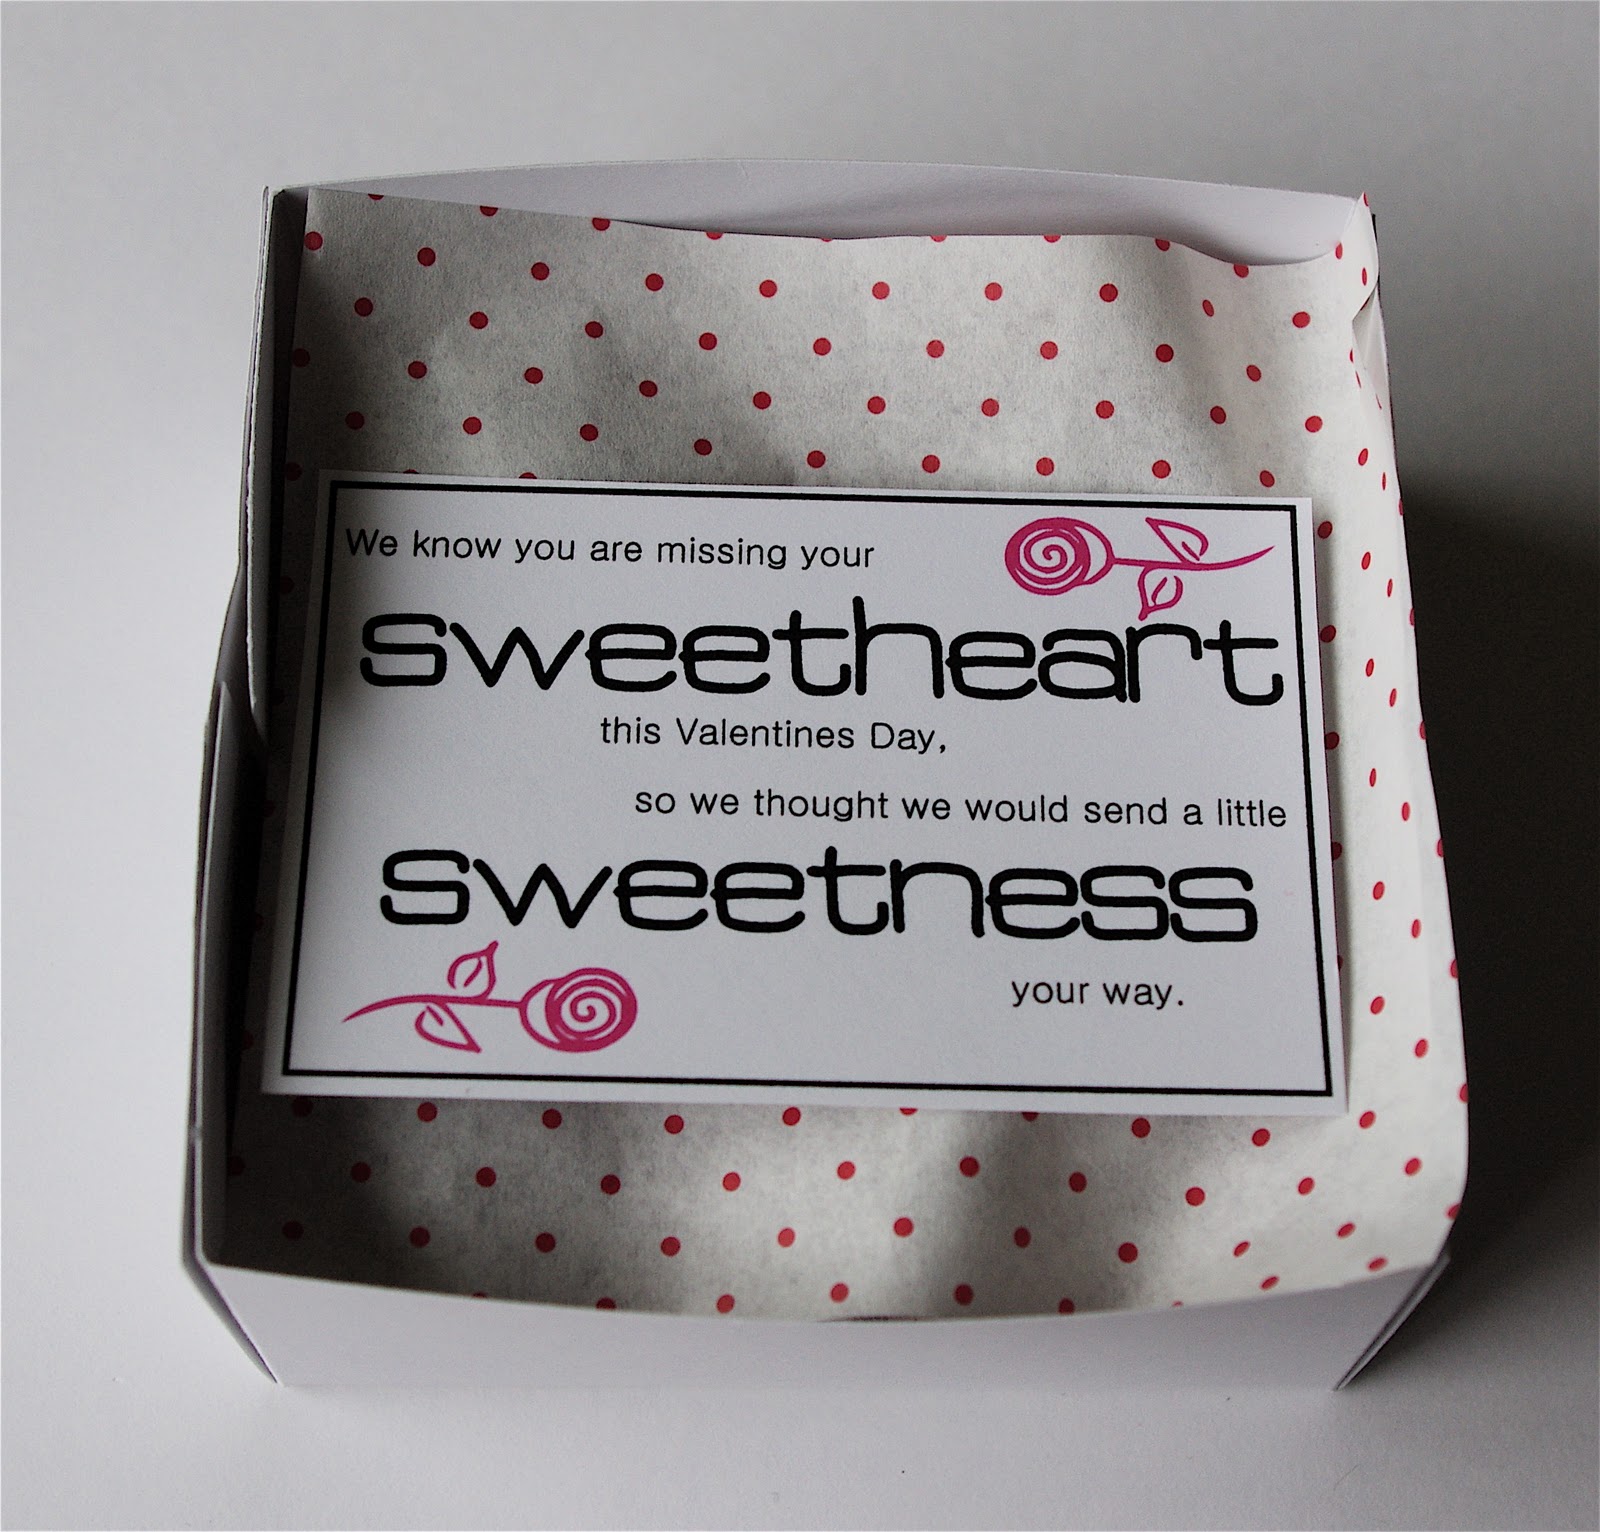 We know you are missing your
sweetheart
this Valentines Day,
so we thought we would send a little
sweetness
your way.